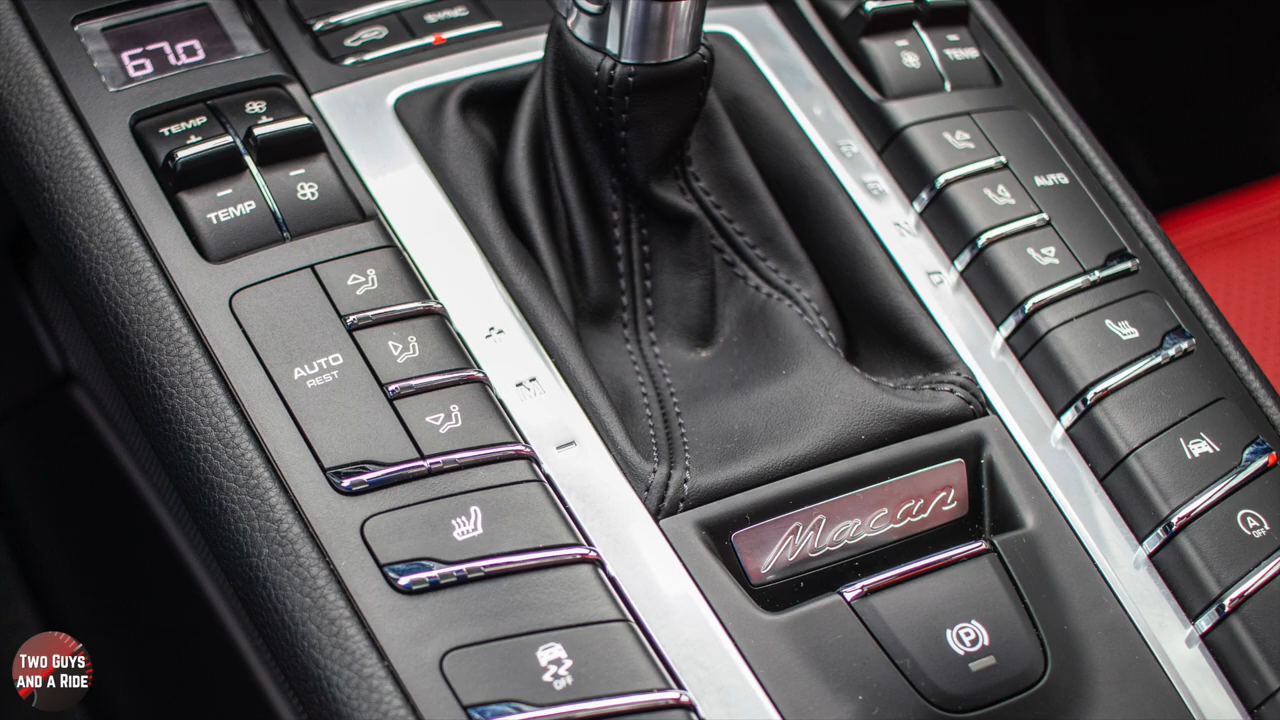 67.0
SYNC
TEMP
TEMP
TEMP
AUTO
AUTO
REST
P
R
N
D
+
M
-
Macan
A
OFF
P
OFF
TWO GUYS
AND A RIDE